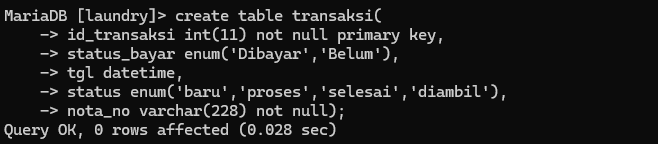 MariaDB [laundry]> create table transaksi(
    -> id_transaksi int(11) not null primary key,
    -> status_bayar enum('Dibayar','Belum'),
    -> tgl datetime,
    -> status enum('baru','proses','selesai','diambil'),
    -> nota_no varchar(228) not null);
Query OK, 0 rows affected (0.028 sec)